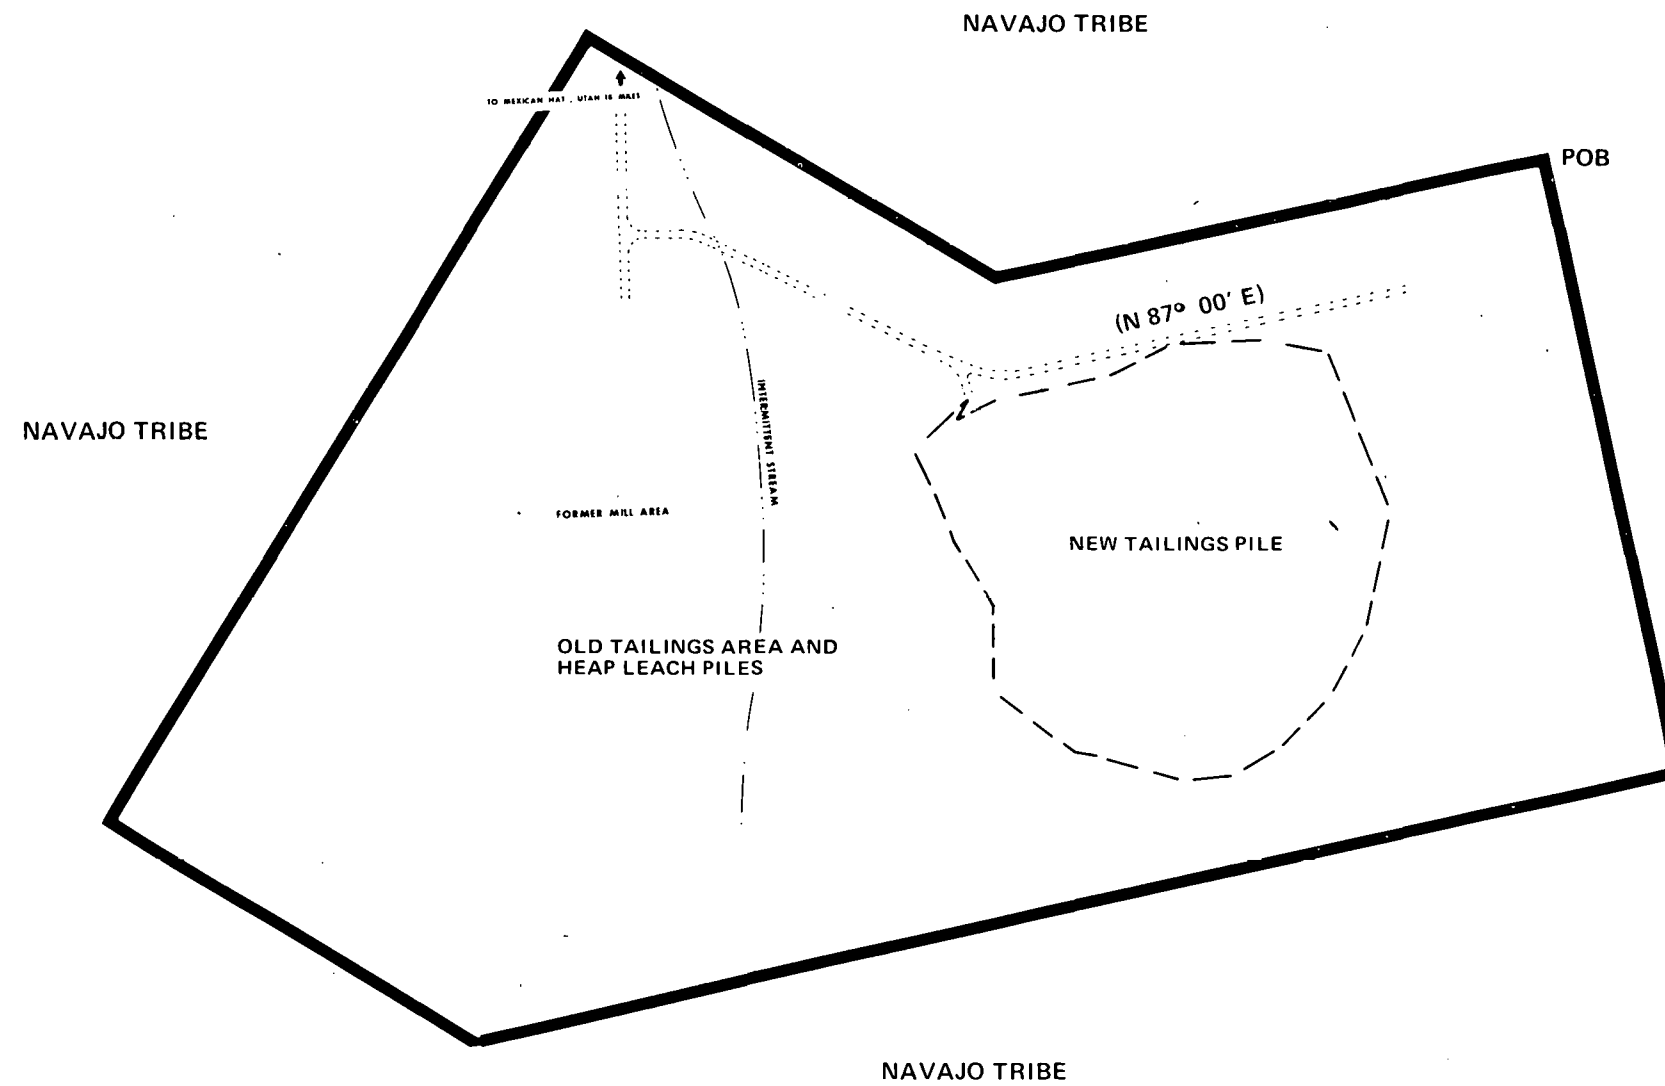 NAVAJO TRIBE
TO MEXICAN HAT, UTAH 16 MILES
POB
(N 87° 00' E)
NAVAJO TRIBE
INTERMITTENT STREAM
FORMER MILL AREA
NEW TAILINGS PILE
OLD TAILINGS AREA AND
HEAP LEACH PILES
NAVAJO TRIBE